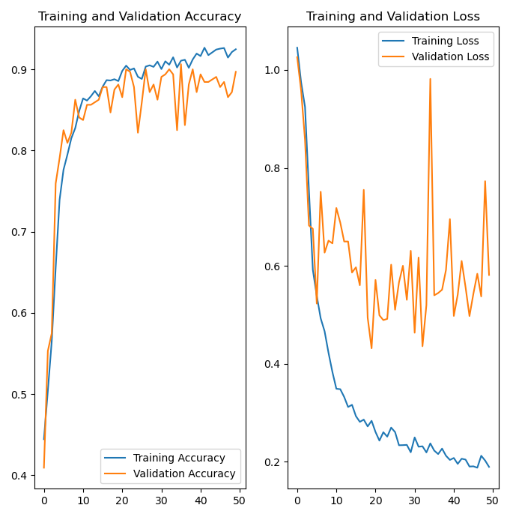 Training and Validation Accuracy
0.9
0.8
0.7
0.6
0.5
0.4
0 10 20 30 40 50
Training Accuracy
Validation Accuracy
Training and Validation Loss
1.0
0.8
0.6
0.4
0.2
0 10 20 30 40 50
Training Loss
Validation Loss